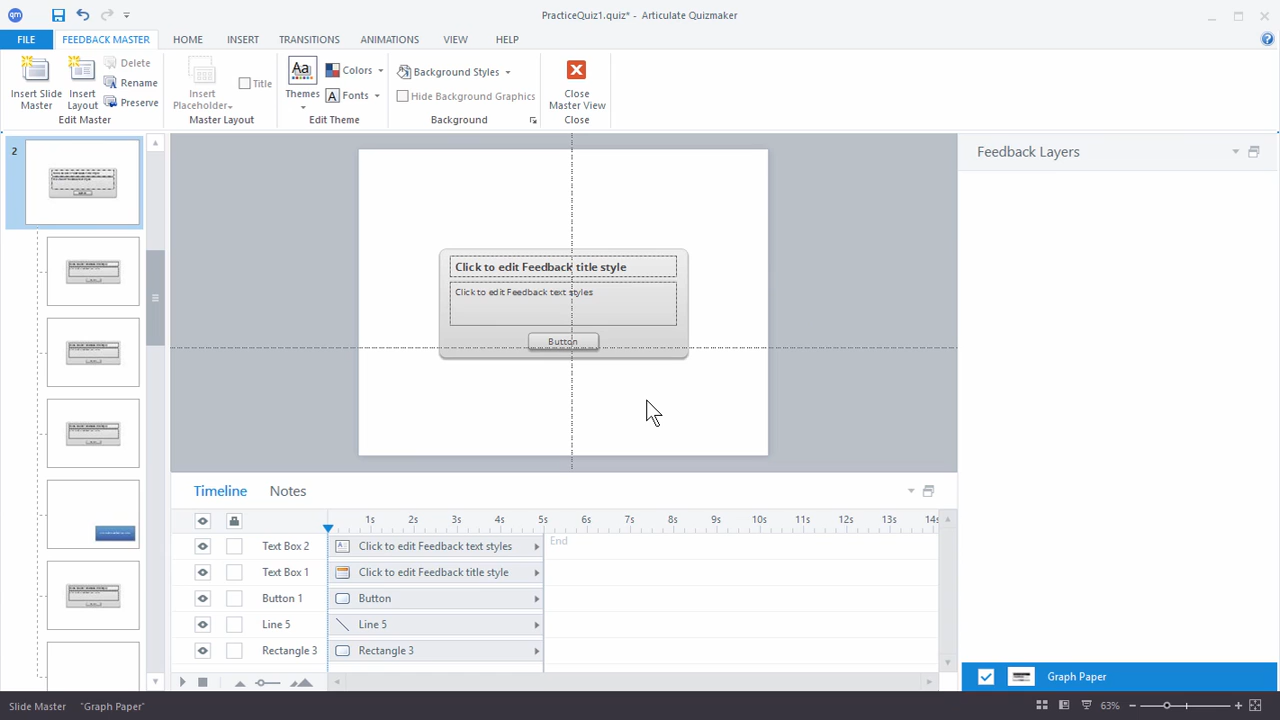 qm
PracticeQuiz1.quiz* - Articulate Quizmaker
FILE
FEEDBACK MASTER
HOME
INSERT
TRANSITIONS
ANIMATIONS
VIEW
HELP
Insert Slide Master
Insert Layout
Delete
Rename
Preserve
Edit Master
Insert Placeholder
Title
Master Layout
Aa
Themes
Colors
A Fonts
Edit Theme
Background Styles
Hide Background Graphics
Background
Close Master View
Close
2
Click to edit Feedback title style
Click to edit Feedback text styles
Button
Feedback Layers
Timeline
Notes
1s 2s 3s 4s 5s 6s 7s 8s 9s 10s 11s 12s 13s 14s
Text Box 2
Click to edit Feedback text styles
End
Text Box 1
Click to edit Feedback title style
Button 1
Button
Line 5
Line 5
Rectangle 3
Rectangle 3
Graph Paper
Slide Master
"Graph Paper"
63%